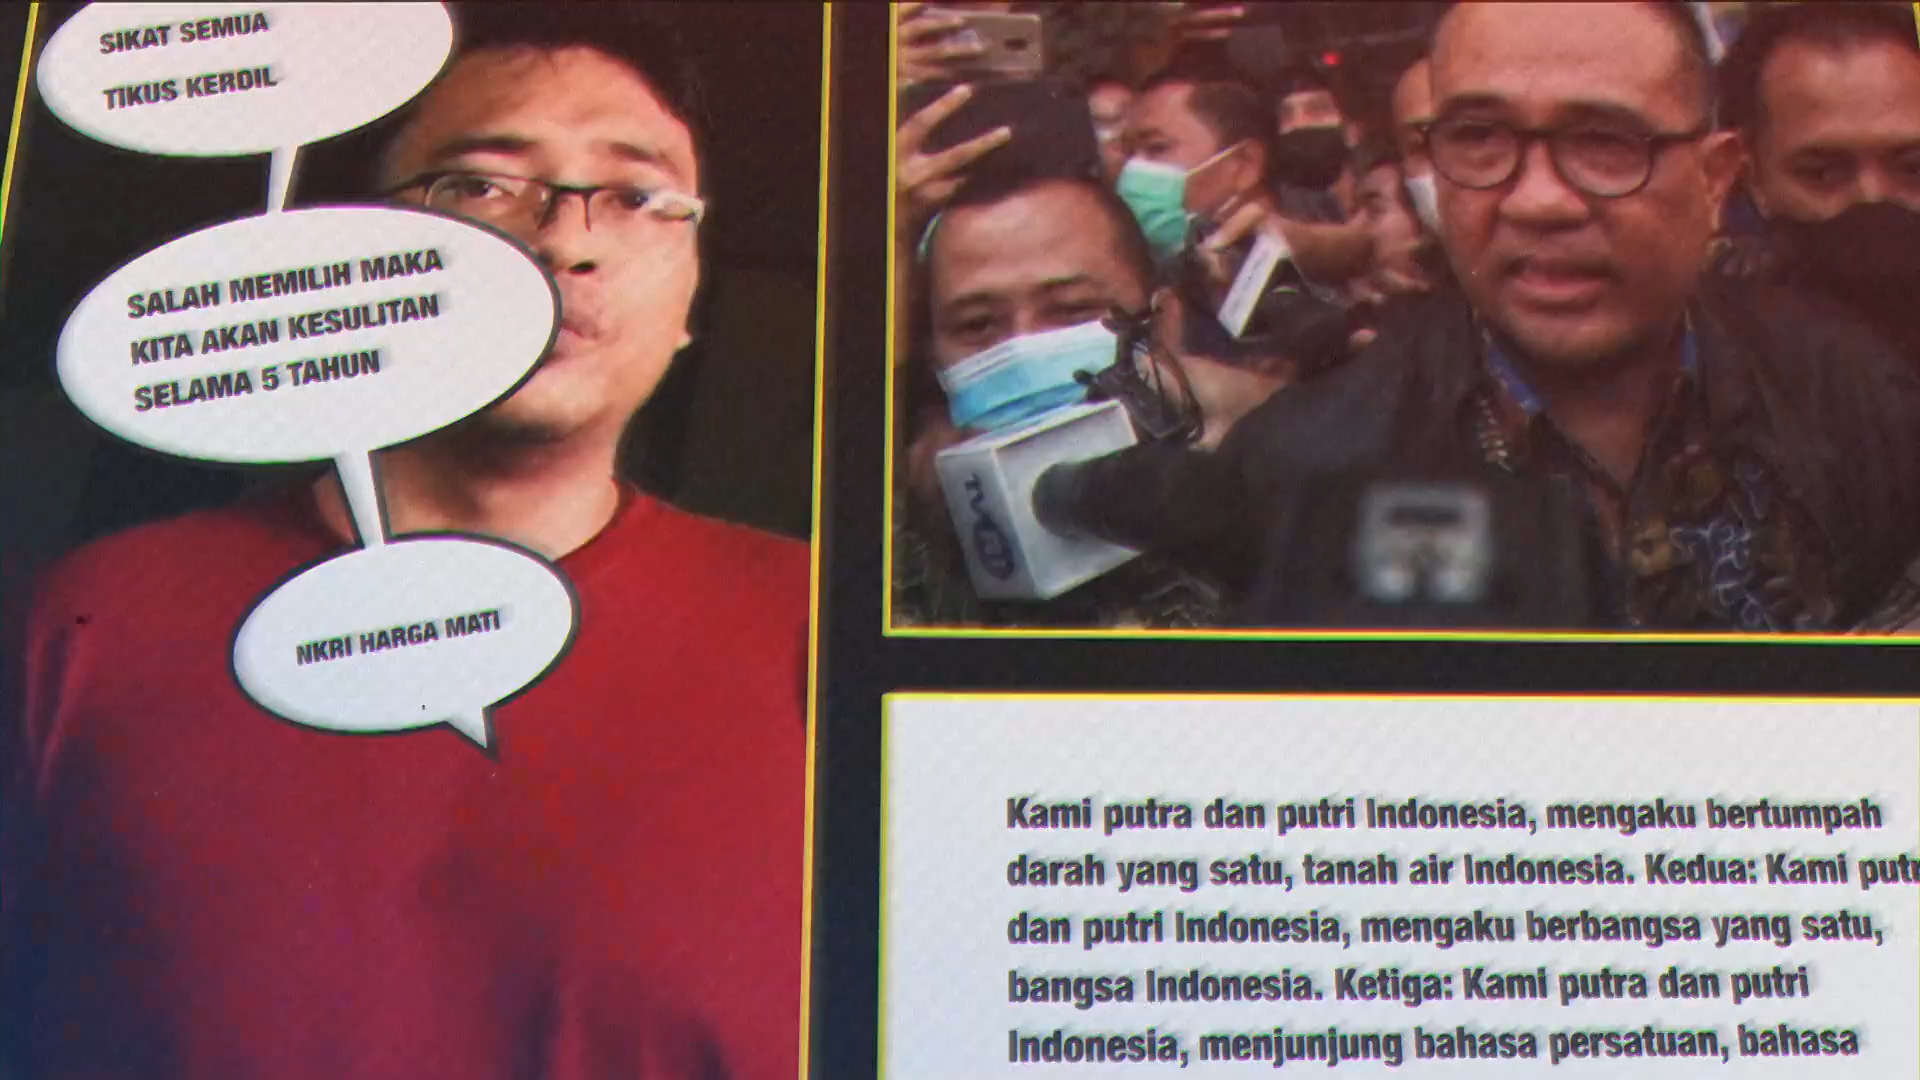 SIKAT SEMUA
TIKUS KERDIL
SALAH MEMILIH MAKA
KITA AKAN KESULITAN
SELAMA 5 TAHUN
NKRI HARGA MATI
Kami putra dan putri Indonesia, mengaku bertumpah
darah yang satu, tanah air Indonesia. Kedua: Kami putr
dan putri Indonesia, mengaku berbangsa yang satu,
bangsa Indonesia. Ketiga: Kami putra dan putri
Indonesia, menjunjung bahasa persatuan, bahasa